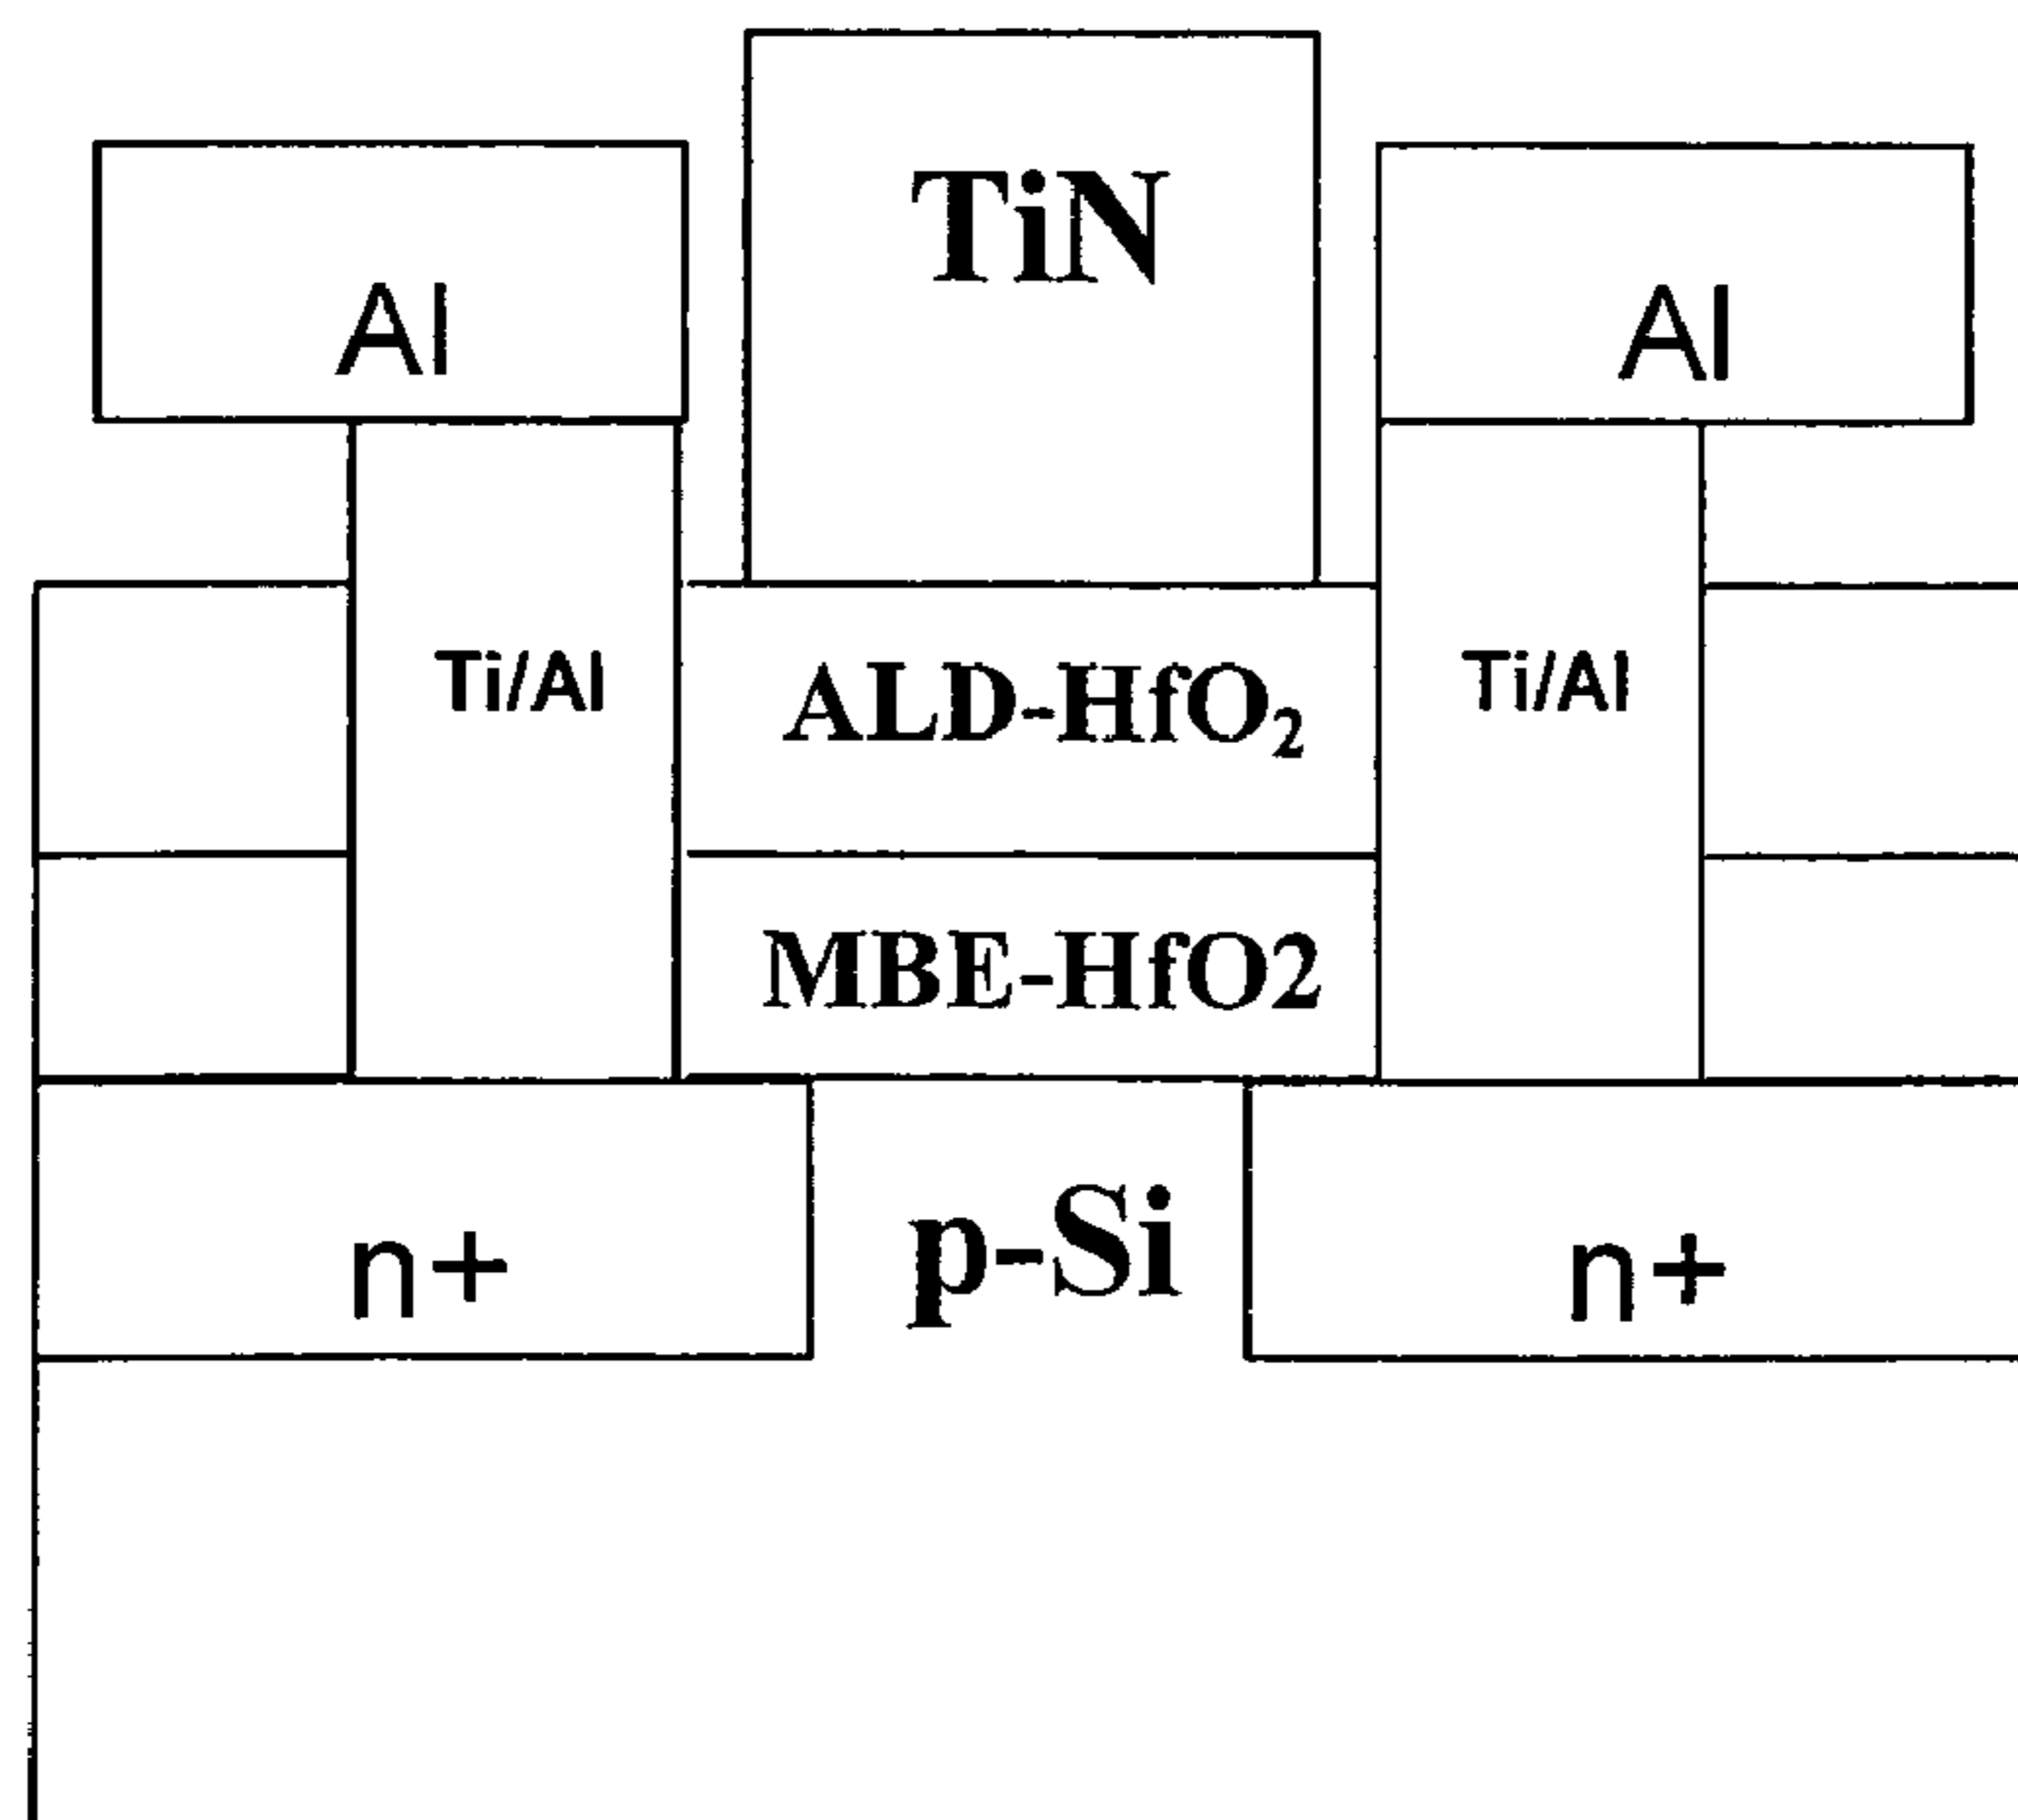 TiN
Al
Al
Ti/Al
ALD-HfO₂
Ti/Al
MBE-HfO2
n+
p-Si
n+